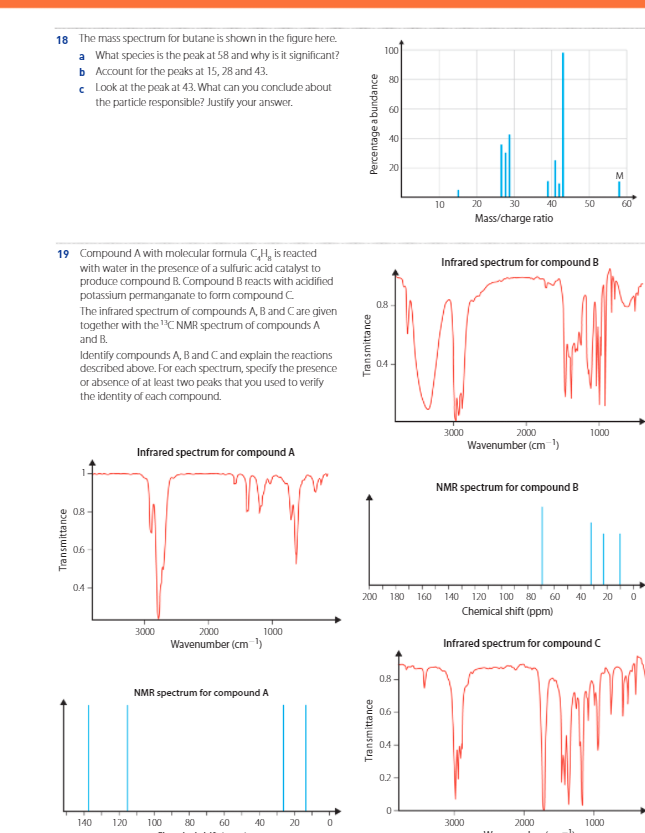 18 The mass spectrum for butane is shown in the figure here.
a What species is the peak at 58 and why is it significant?
b Account for the peaks at 15, 28 and 43.
c Look at the peak at 43. What can you conclude about
the particle responsible? Justify your answer.
100
80
60
40
20
Percentage abundance
M
10 20 30 40 50 60
Mass/charge ratio
19 Compound A with molecular formula C₄H₈ is reacted
with water in the presence of a sulfuric acid catalyst to
produce compound B. Compound B reacts with acidified
potassium permanganate to form compound C.
The infrared spectrum of compounds A, B and C are given
together with the ¹³C NMR spectrum of compounds A
and B.
Identify compounds A, B and C and explain the reactions
described above. For each spectrum, specify the presence
or absence of at least two peaks that you used to verify
the identity of each compound.
Infrared spectrum for compound B
0.8
0.4
Transmittance
3000 2000 1000
Wavenumber (cm⁻¹)
Infrared spectrum for compound A
1
0.8
0.6
0.4
Transmittance
3000 2000 1000
Wavenumber (cm⁻¹)
NMR spectrum for compound B
200 180 160 140 120 100 80 60 40 20 0
Chemical shift (ppm)
NMR spectrum for compound A
140 120 100 80 60 40 20 0
Infrared spectrum for compound C
0.8
0.6
0.4
0.2
0
Transmittance
3000 2000 1000